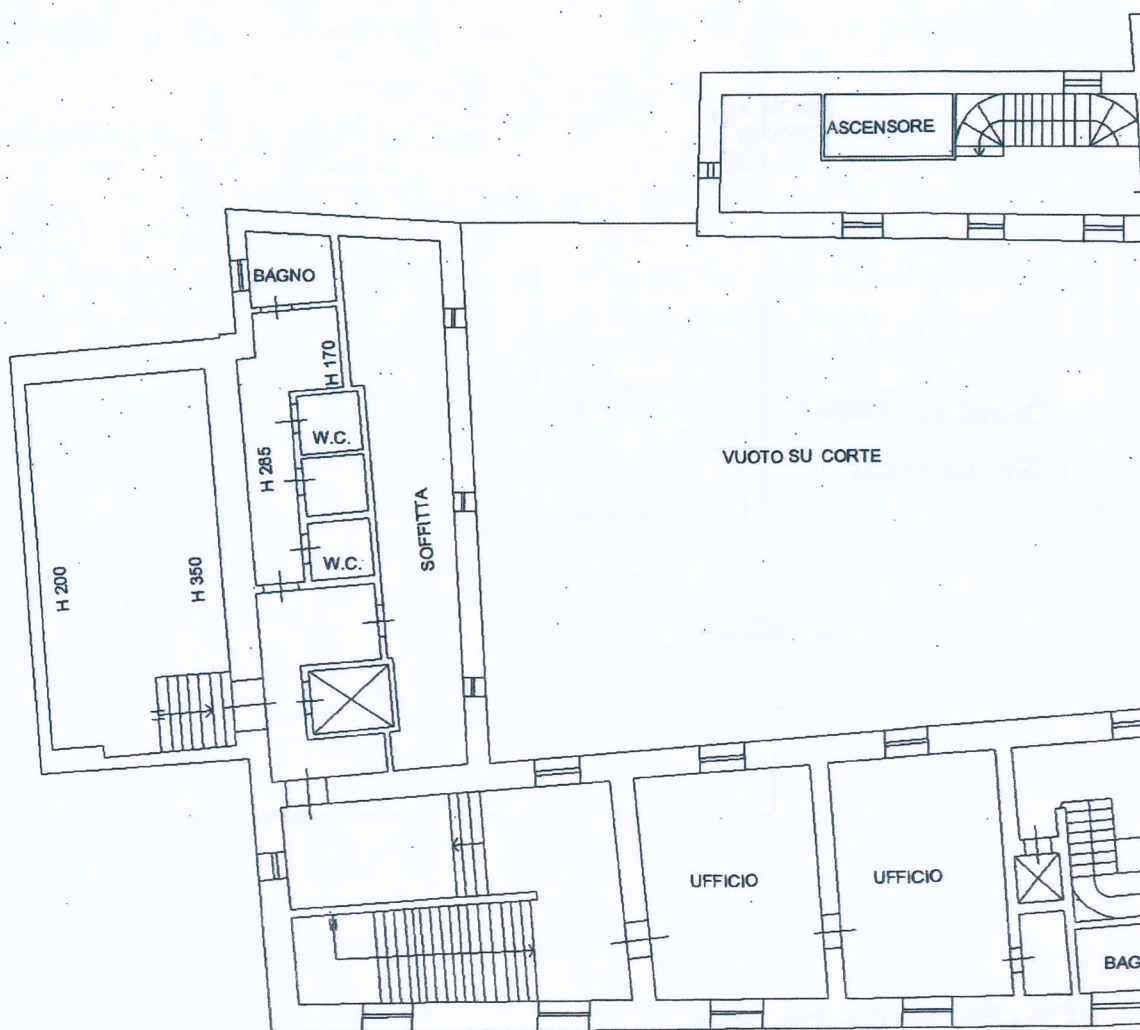 ASCENSORE
BAGNO
H 170
W.C.
VUOTO SU CORTE
H 285
SOFFITTA
W.C.
H 200
H 350
UFFICIO
UFFICIO
BAG